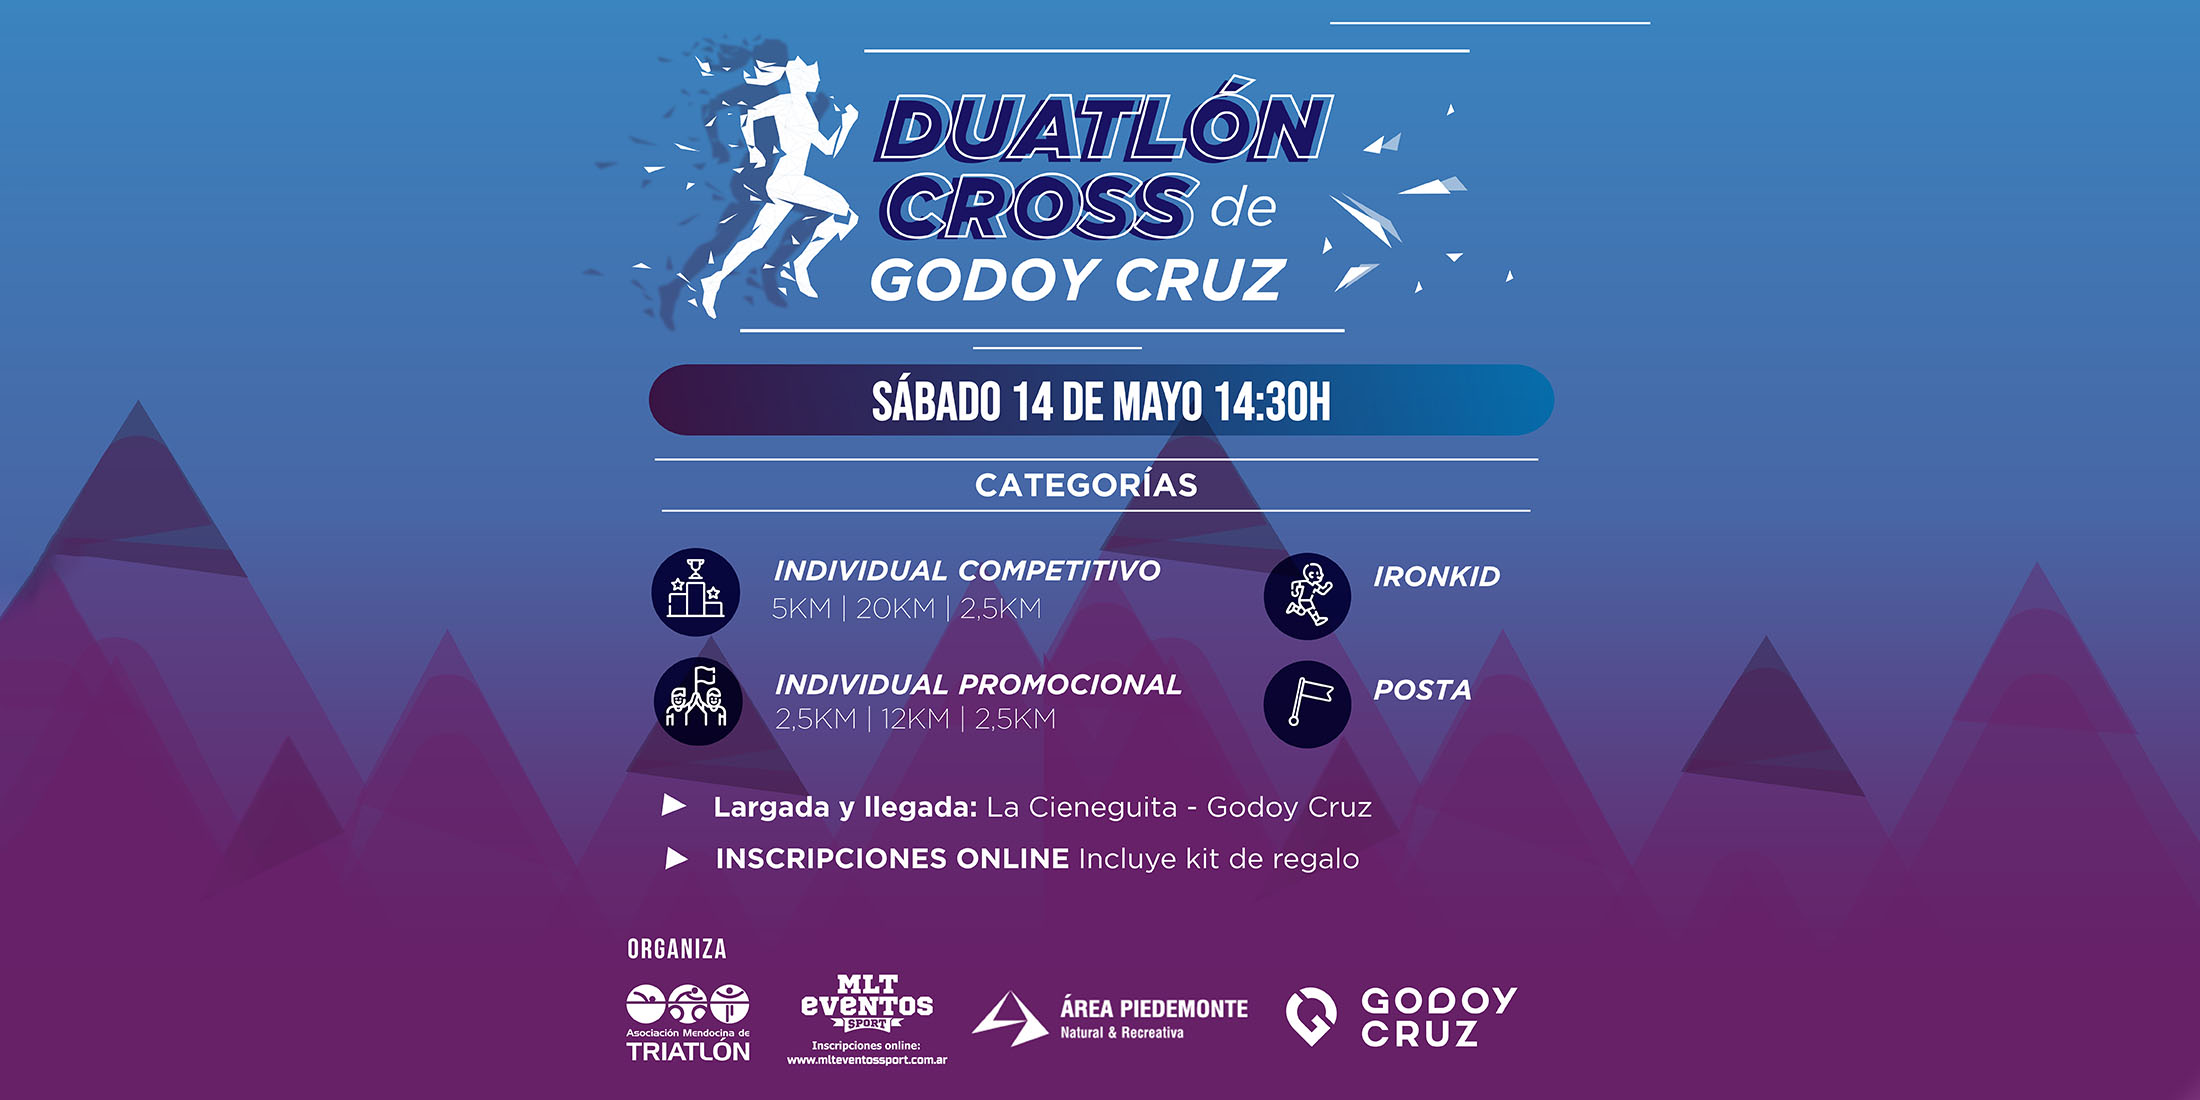 DUATLÓN
CROSS de
GODOY CRUZ
SÁBADO 14 DE MAYO 14:30H
CATEGORÍAS
INDIVIDUAL COMPETITIVO
5KM | 20KM | 2,5KM
IRONKID
INDIVIDUAL PROMOCIONAL
2,5KM | 12KM | 2,5KM
POSTA
Largada y llegada: La Cieneguita - Godoy Cruz
INSCRIPCIONES ONLINE Incluye kit de regalo
ORGANIZA
Asociación Mendocina de
TRIATLÓN
MLT
eventos
SPORT
Inscripciones online:
www.mlteventossport.com.ar
ÁREA PIEDEMONTE
Natural & Recreativa
GODOY
CRUZ